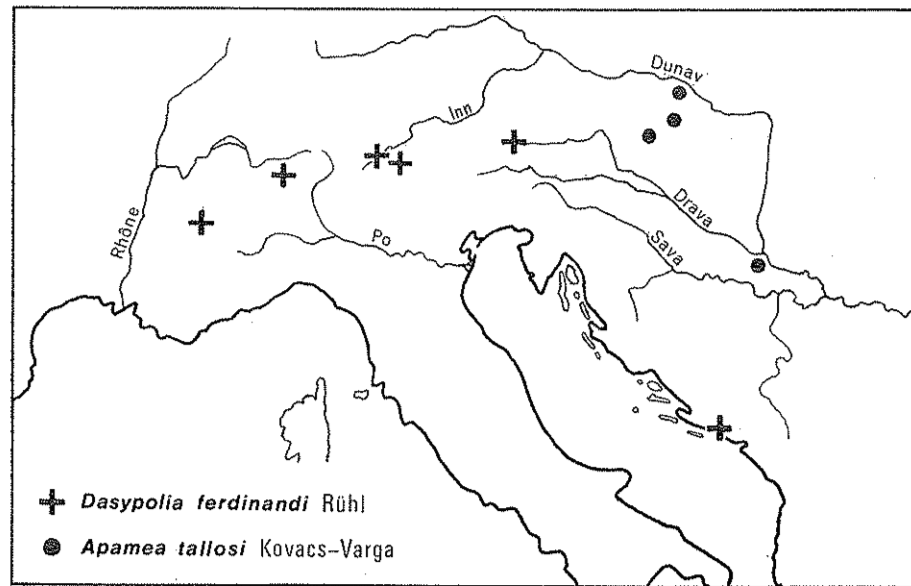 Dunav
Inn
Drava
Rhône
Sava
Po
Dasypolia ferdinandi Rühl
Apamea tallosi Kovacs–Varga